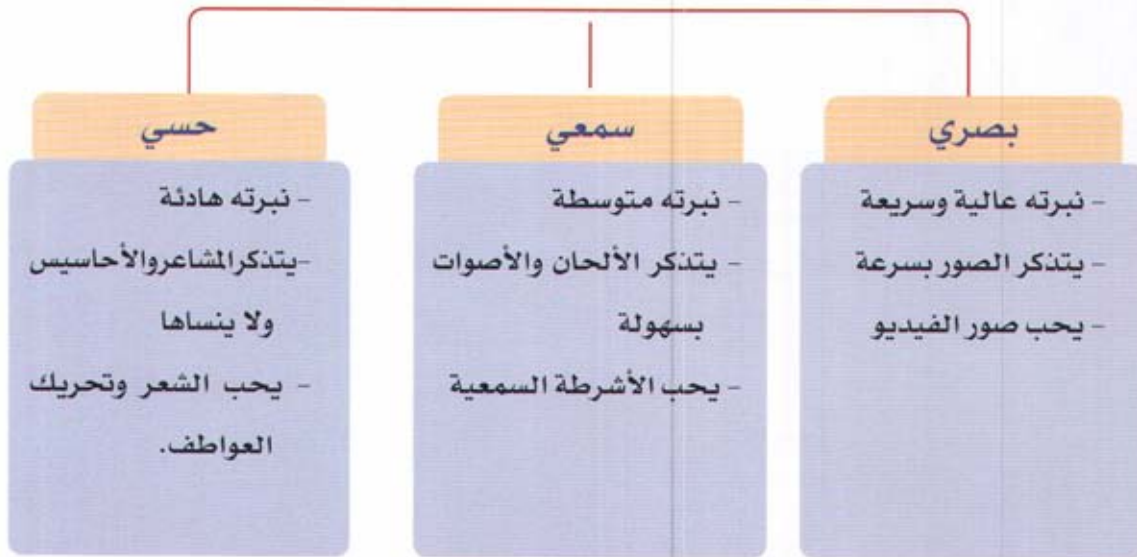 بصري
- نبرته عالية وسريعة
- يتذكر الصور بسرعة
- يحب صور الفيديو
سمعي
- نبرته متوسطة
- يتذكر الألحان والأصوات
بسهولة
- يحب الأشرطة السمعية
حسي
- نبرته هادئة
-يتذكرالمشاعروالأحاسيس
ولا ينساها
- يحب الشعر وتحريك
العواطف.